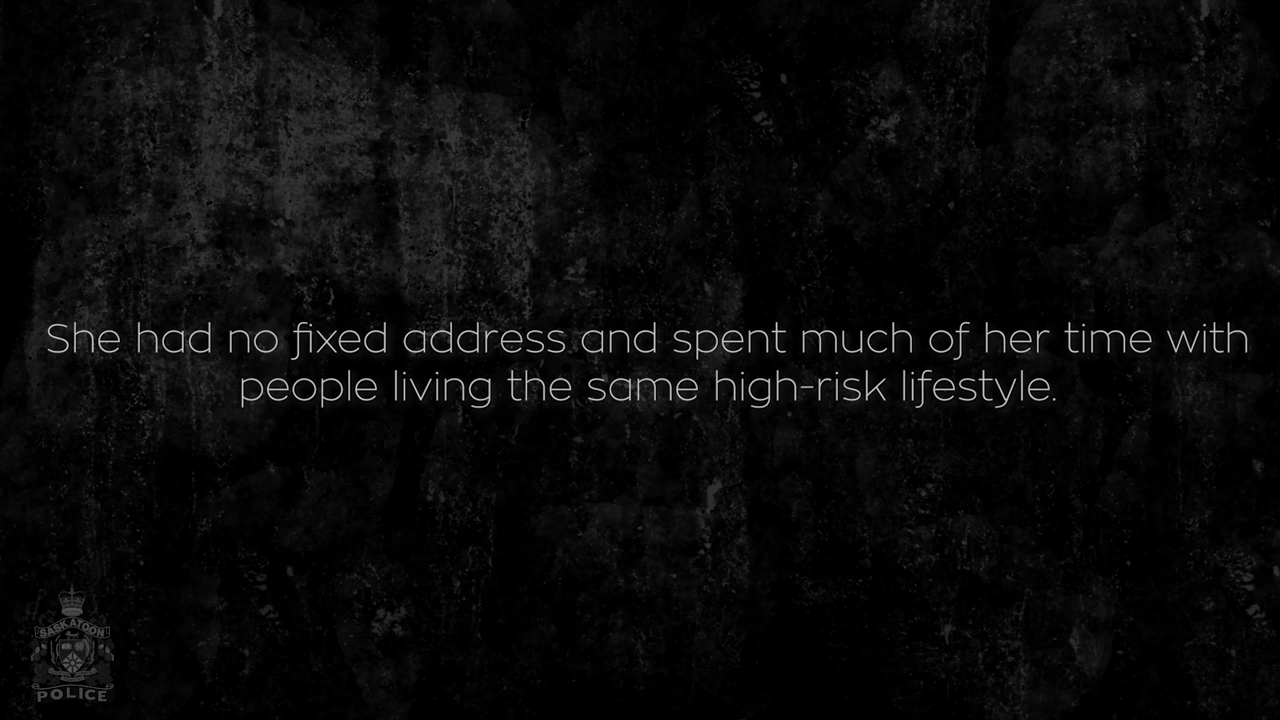 She had no fixed address and spent much of her time with
people living the same high-risk lifestyle.
SASKATOON
POLICE